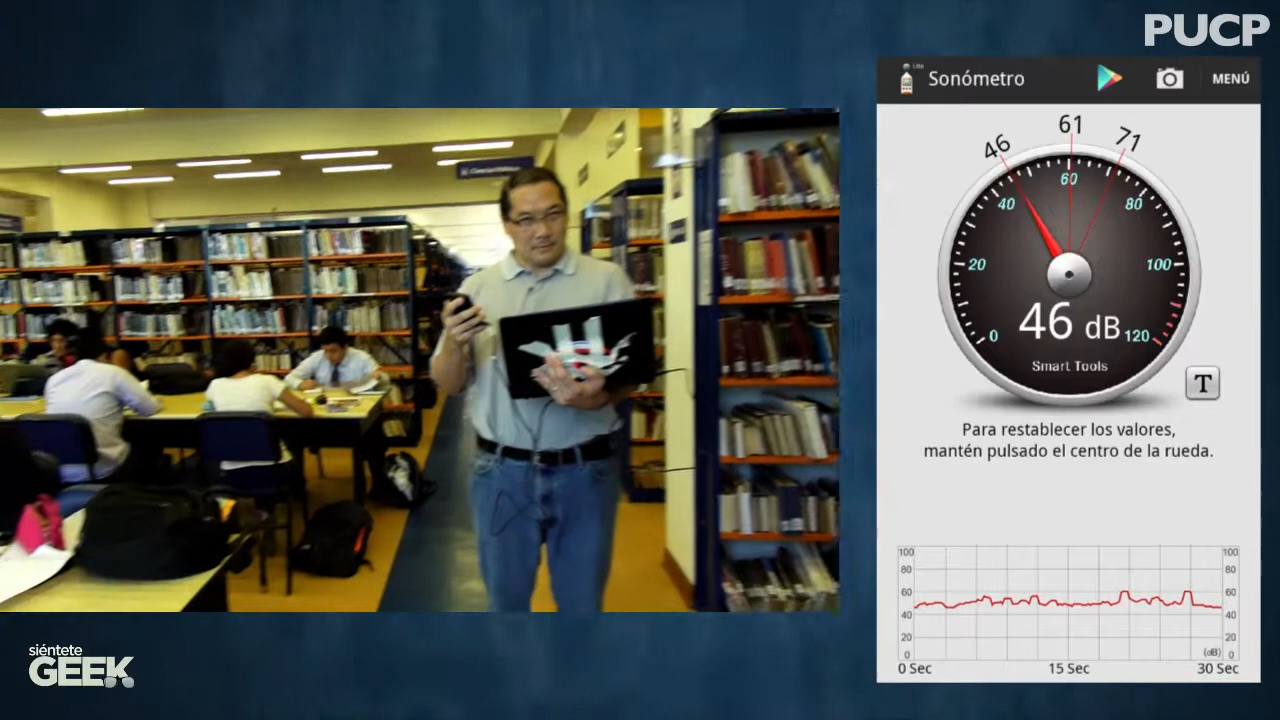 PUCP
Lite
Sonómetro
MENÚ
46
61
71
0
20
40
60
80
100
120
46 dB
Smart Tools
T
Para restablecer los valores,
mantén pulsado el centro de la rueda.
100 100
80 80
60 60
40 40
20 20
0 (dB) 0
0 Sec 15 Sec 30 Sec
siéntete
GEEK